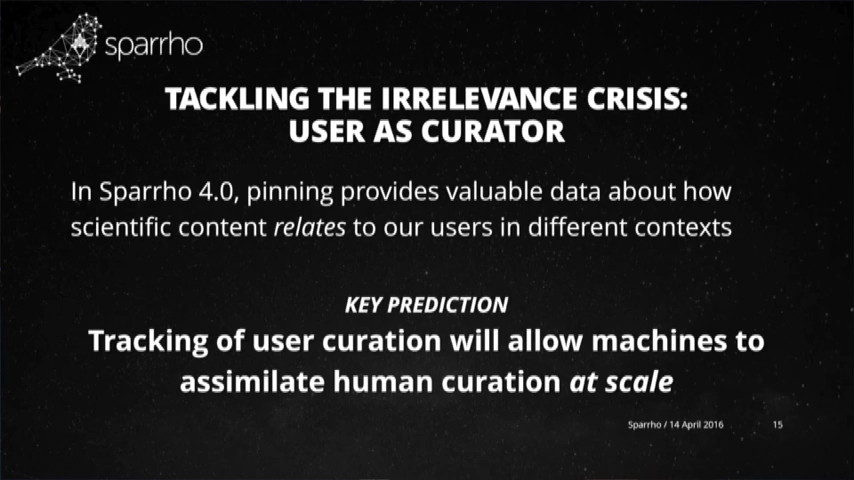 sparrho
TACKLING THE IRRELEVANCE CRISIS:
USER AS CURATOR
In Sparrho 4.0, pinning provides valuable data about how
scientific content relates to our users in different contexts
KEY PREDICTION
Tracking of user curation will allow machines to
assimilate human curation at scale
Sparrho / 14 April 2016 15